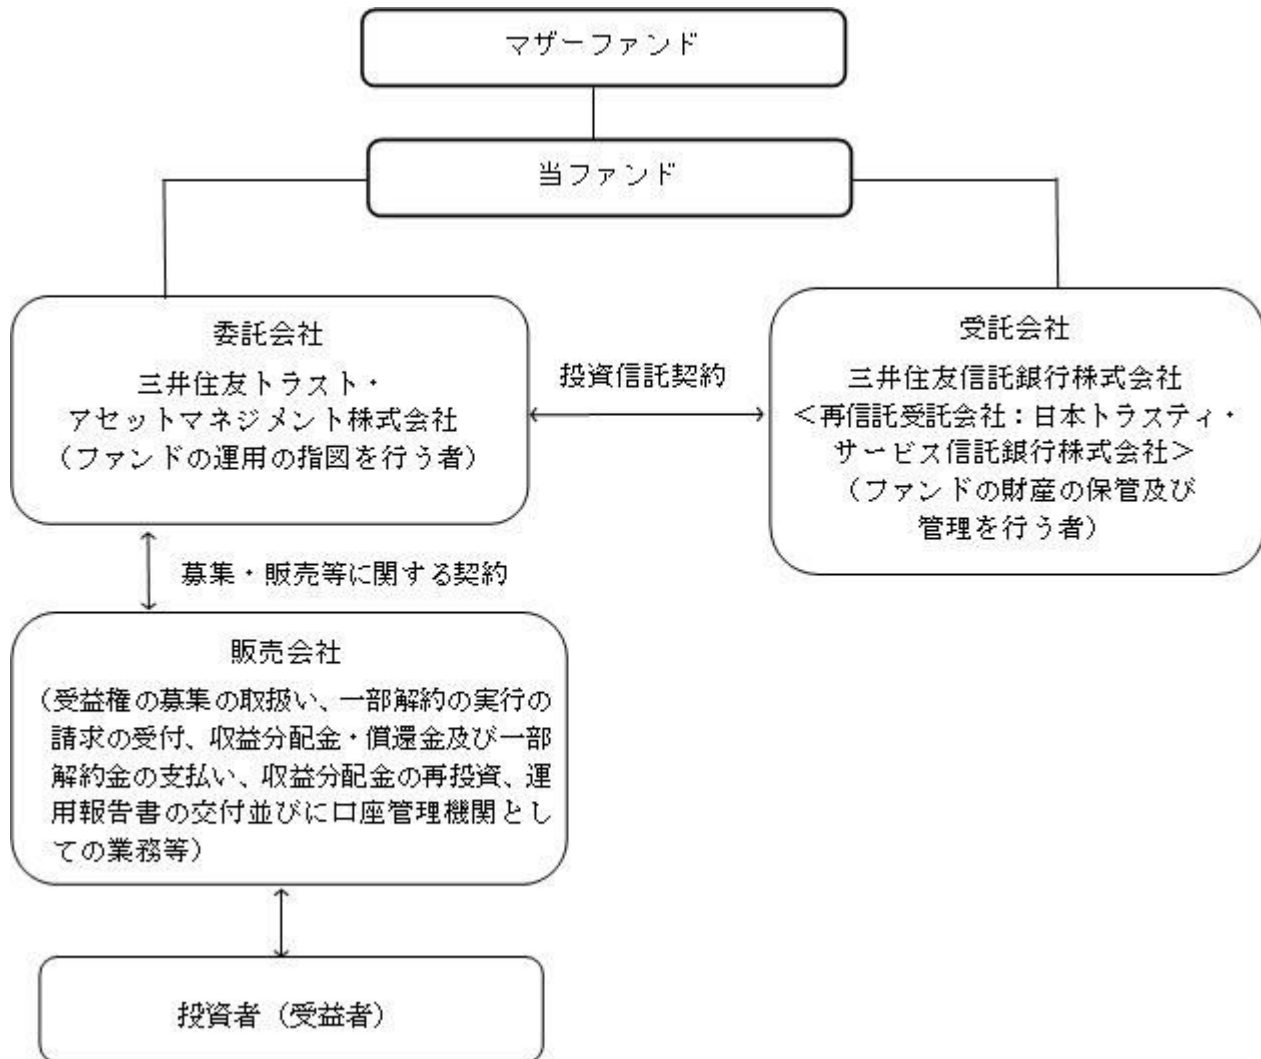 マザーファンド
当ファンド
委託会社
三井住友トラスト・
アセットマネジメント株式会社
（ファンドの運用の指図を行う者）
投資信託契約
受託会社
三井住友信託銀行株式会社
＜再信託受託会社：日本トラスティ・
サービス信託銀行株式会社＞
（ファンドの財産の保管及び
管理を行う者）
募集・販売等に関する契約
販売会社
（受益権の募集の取扱い、一部解約の実行の
請求の受付、収益分配金・償還金及び一部
解約金の支払い、収益分配金の再投資、運
用報告書の交付並びに口座管理機関とし
ての業務等）
投資者（受益者）